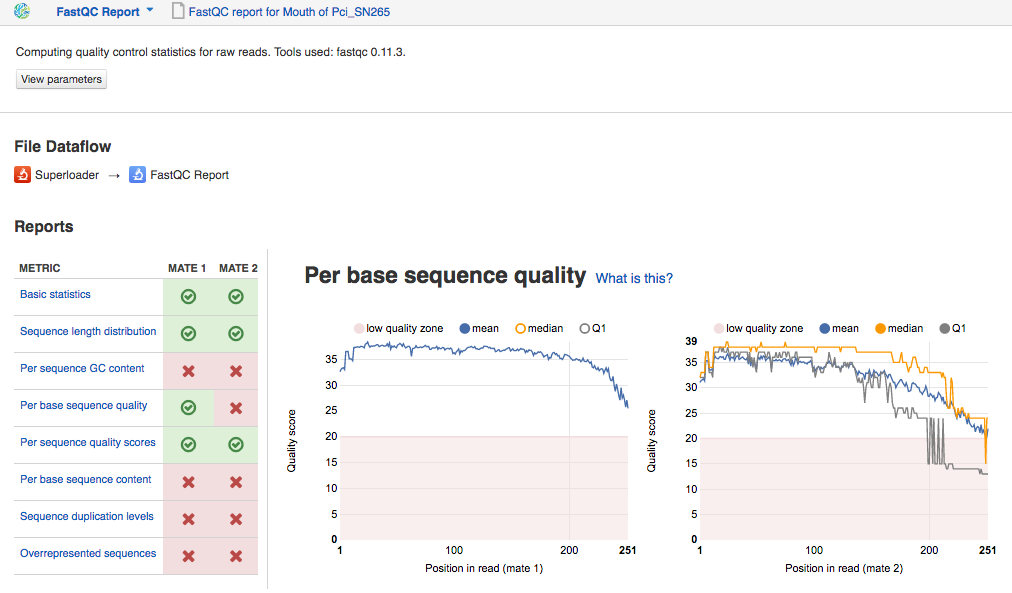 FastQC Report FastQC report for Mouth of Pci_SN265
Computing quality control statistics for raw reads. Tools used: fastqc 0.11.3.
View parameters
File Dataflow
Superloader → FastQC Report
Reports
METRIC MATE 1 MATE 2
Basic statistics
Sequence length distribution
Per sequence GC content
Per base sequence quality
Per sequence quality scores
Per base sequence content
Sequence duplication levels
Overrepresented sequences
Per base sequence quality What is this?
low quality zone mean median Q1
Quality score
35
30
25
20
15
10
5
0
1 100 200 251
Position in read (mate 1)
low quality zone mean median Q1
Quality score
39
35
30
25
20
15
10
5
0
1 100 200 251
Position in read (mate 2)